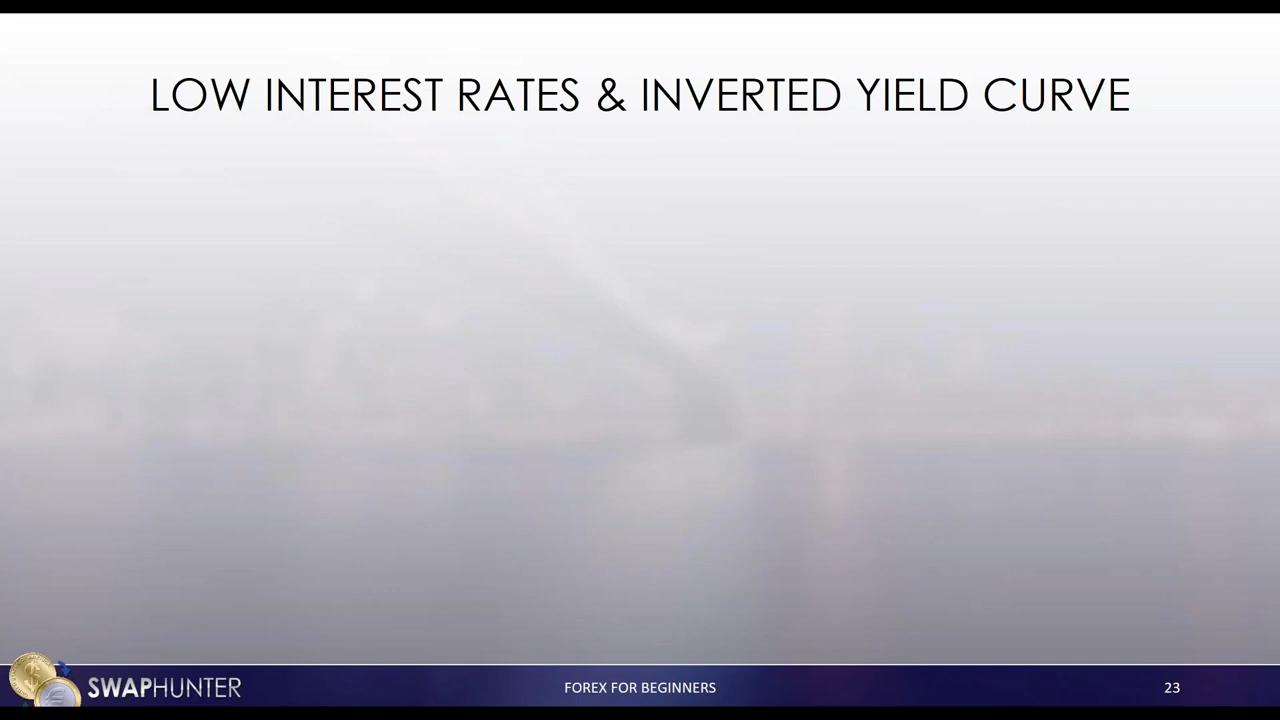 LOW INTEREST RATES & INVERTED YIELD CURVE
SWAPHUNTER
FOREX FOR BEGINNERS
23